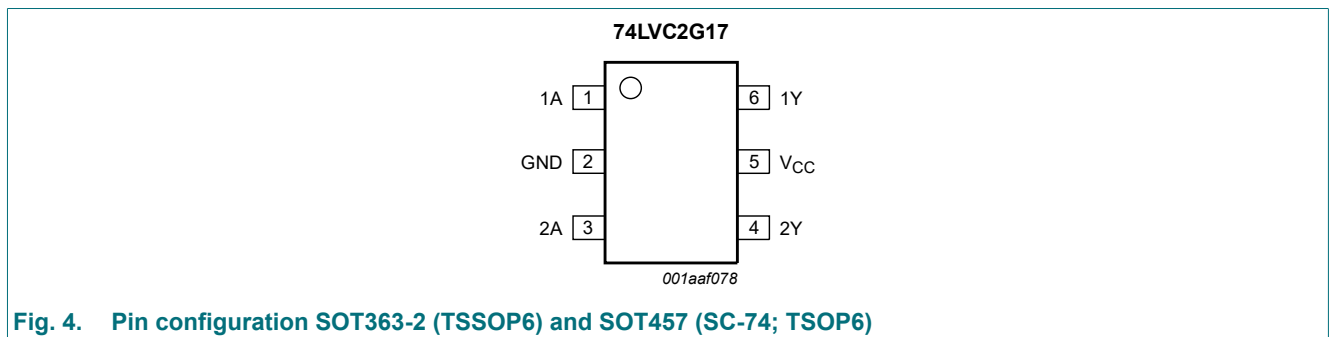 74LVC2G17
1A 1 6 1Y
GND 2 5 VCC
2A 3 4 2Y
001aaf078
Fig. 4. Pin configuration SOT363-2 (TSSOP6) and SOT457 (SC-74; TSOP6)